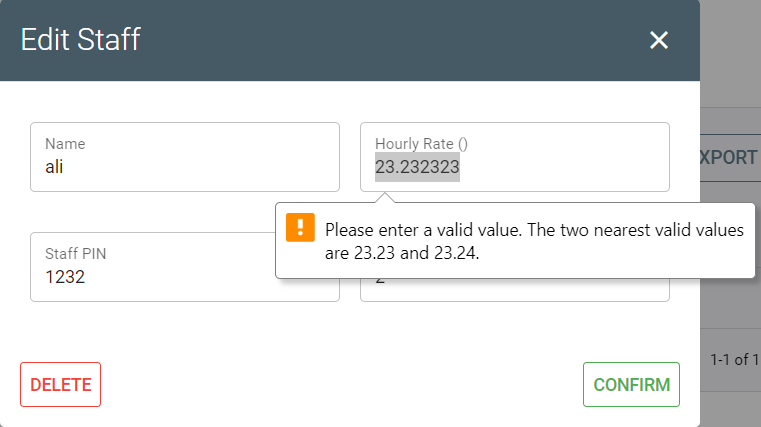 Edit Staff
Name
ali
Hourly Rate ()
23.232323
XPORT
Please enter a valid value. The two nearest valid values
are 23.23 and 23.24.
Staff PIN
1232
1-1 of 1
DELETE
CONFIRM